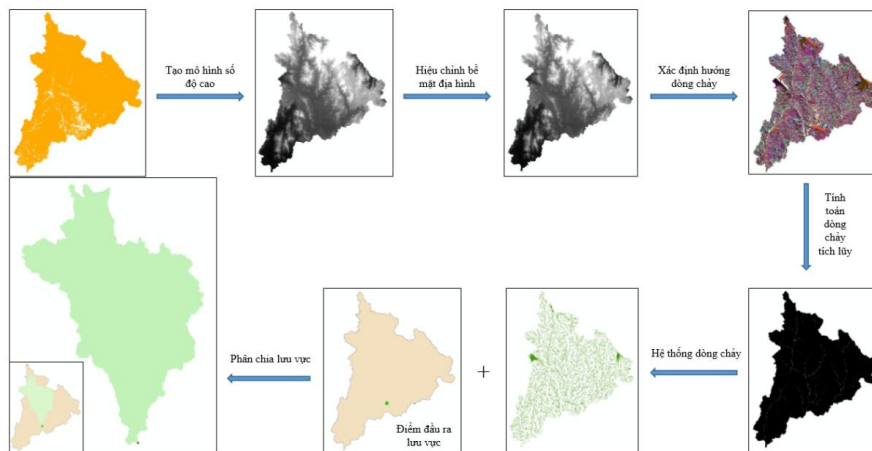 Tạo mô hình số
độ cao
Hiệu chỉnh bề
mặt địa hình
Xác định hướng
dòng chảy
Tính
toán
dòng
chảy
tích lũy
Hệ thống dòng chảy
+
Điểm đầu ra
lưu vực
Phân chia lưu vực